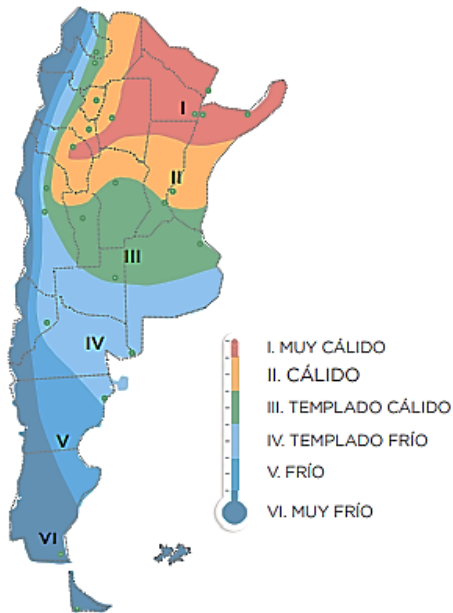 I
II
III
IV
V
VI
I. MUY CÁLIDO
II. CÁLIDO
III. TEMPLADO CÁLIDO
IV. TEMPLADO FRÍO
V. FRÍO
VI. MUY FRÍO